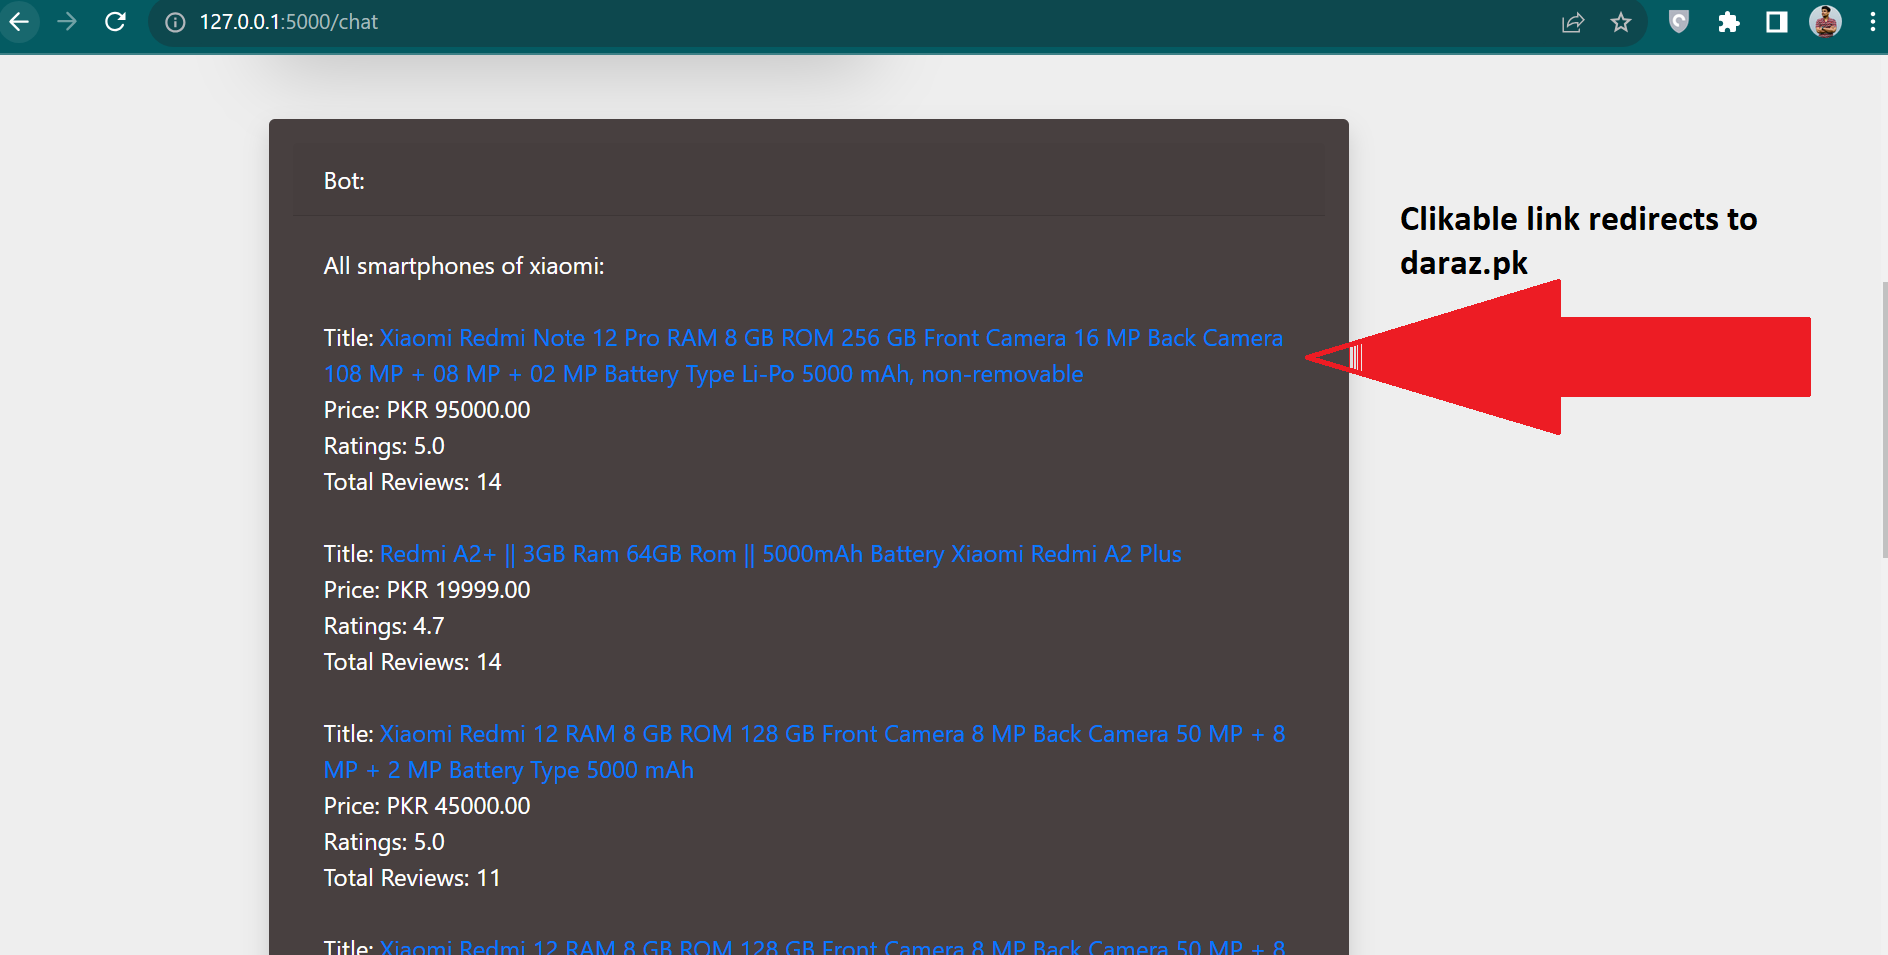 127.0.0.1:5000/chat
Bot:
Clikable link redirects to
daraz.pk
All smartphones of xiaomi:
Title: Xiaomi Redmi Note 12 Pro RAM 8 GB ROM 256 GB Front Camera 16 MP Back Camera
108 MP + 08 MP + 02 MP Battery Type Li-Po 5000 mAh, non-removable
Price: PKR 95000.00
Ratings: 5.0
Total Reviews: 14
Title: Redmi A2+ || 3GB Ram 64GB Rom || 5000mAh Battery Xiaomi Redmi A2 Plus
Price: PKR 19999.00
Ratings: 4.7
Total Reviews: 14
Title: Xiaomi Redmi 12 RAM 8 GB ROM 128 GB Front Camera 8 MP Back Camera 50 MP + 8
MP + 2 MP Battery Type 5000 mAh
Price: PKR 45000.00
Ratings: 5.0
Total Reviews: 11
Title: Xiaomi Redmi 12 RAM 8 GB ROM 128 GB Front Camera 8 MP Back Camera 50 MP + 8